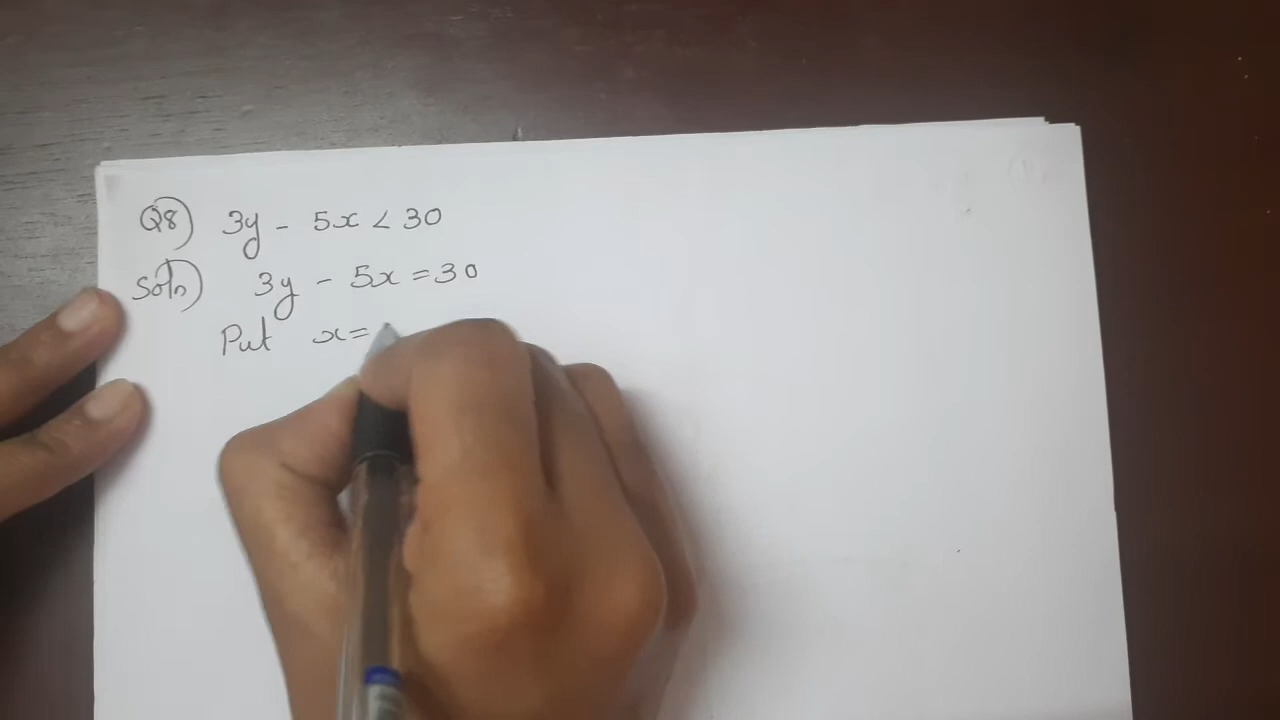 Q8) 3y - 5x < 30
Soln) 3y - 5x = 30
Put x =